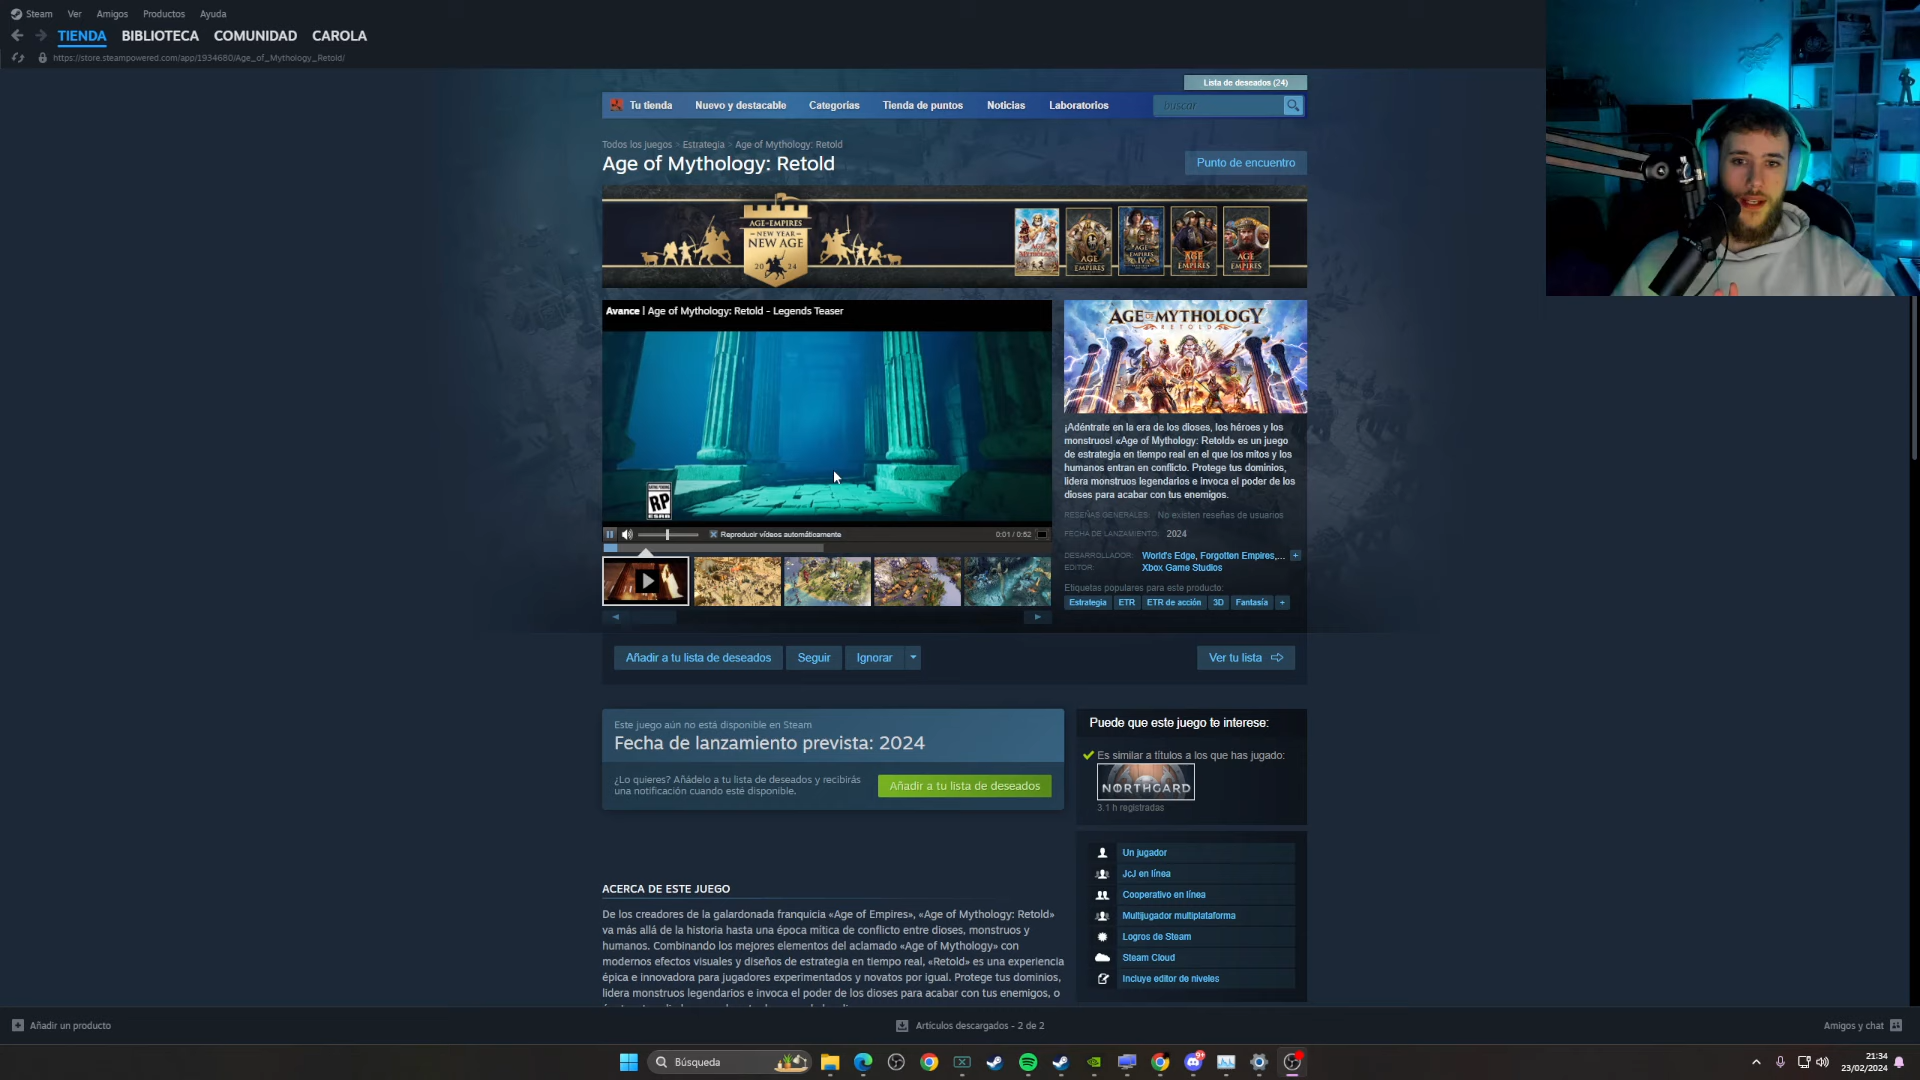 Steam Ver Amigos Productos Ayuda
TIENDA BIBLIOTECA COMUNIDAD CAROLA
https://store.steampowered.com/app/1934680/Age_of_Mythology_Retold/
Lista de deseados (24)
Tu tienda Nuevo y destacable Categorías Tienda de puntos Noticias Laboratorios buscar
Todos los juegos > Estrategia > Age of Mythology: Retold
Age of Mythology: Retold
Punto de encuentro
AGE OF EMPIRES
NEW YEAR
NEW AGE
2024
MYTHOLOGY
AGE
EMPIRES
AGE
EMPIRES IV
AGE
EMPIRES
AGE
EMPIRES
Avance | Age of Mythology: Retold - Legends Teaser
RP
AGE OF MYTHOLOGY
RETOLD
¡Adéntrate en la era de los dioses, los héroes y los
monstruos! «Age of Mythology: Retold» es un juego
de estrategia en tiempo real en el que los mitos y los
humanos entran en conflicto. Protege tus dominios,
lidera monstruos legendarios e invoca el poder de los
dioses para acabar con tus enemigos.
RESEÑAS GENERALES: No existen reseñas de usuarios
FECHA DE LANZAMIENTO: 2024
DESARROLLADOR: World's Edge, Forgotten Empires,... +
EDITOR: Xbox Game Studios
Etiquetas populares para este producto:
Estrategia ETR ETR de acción 3D Fantasía +
Reproducir vídeos automáticamente 0:01 / 0:52
Añadir a tu lista de deseados Seguir Ignorar Ver tu lista
Este juego aún no está disponible en Steam
Fecha de lanzamiento prevista: 2024
¿Lo quieres? Añádelo a tu lista de deseados y recibirás
una notificación cuando esté disponible.
Añadir a tu lista de deseados
Puede que este juego te interese:
Es similar a títulos a los que has jugado:
NORTHGARD
3.1 h registradas
Un jugador
JcJ en línea
Cooperativo en línea
Multijugador multiplataforma
Logros de Steam
Steam Cloud
Incluye editor de niveles
ACERCA DE ESTE JUEGO
De los creadores de la galardonada franquicia «Age of Empires», «Age of Mythology: Retold»
va más allá de la historia hasta una época mítica de conflicto entre dioses, monstruos y
humanos. Combinando los mejores elementos del aclamado «Age of Mythology» con
modernos efectos visuales y diseños de estrategia en tiempo real, «Retold» es una experiencia
épica e innovadora para jugadores experimentados y novatos por igual. Protege tus dominios,
lidera monstruos legendarios e invoca el poder de los dioses para acabar con tus enemigos, o
Añadir un producto
Artículos descargados - 2 de 2
Amigos y chat
Búsqueda
21:34
23/02/2024